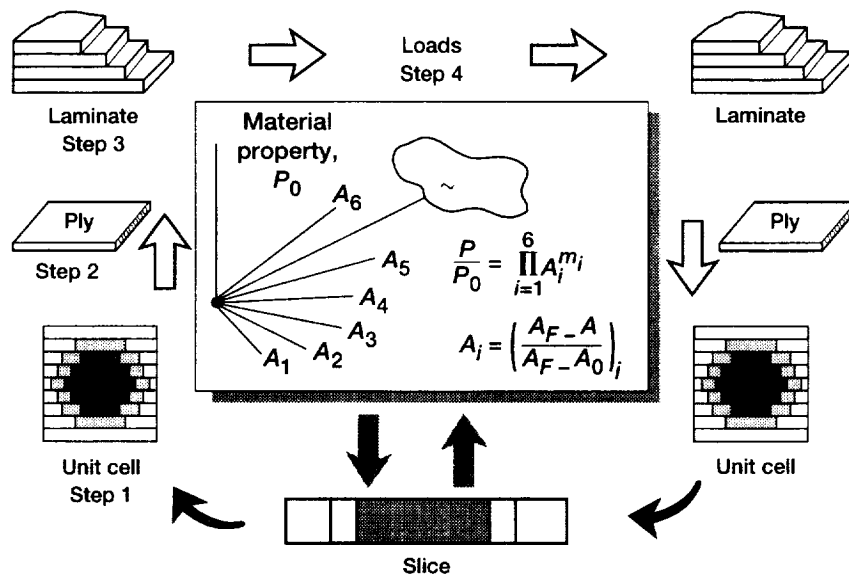 Loads
Step 4
Laminate
Step 3
Laminate
Material
property,
P₀
A₆
A₅
A₄
A₃
A₂
A₁
~
P/P₀ = ∏_{i=1}^{6} A_i^{m_i}
A_i = ((A_F – A)/(A_F – A₀))_i
Ply
Step 2
Ply
Unit cell
Step 1
Unit cell
Slice